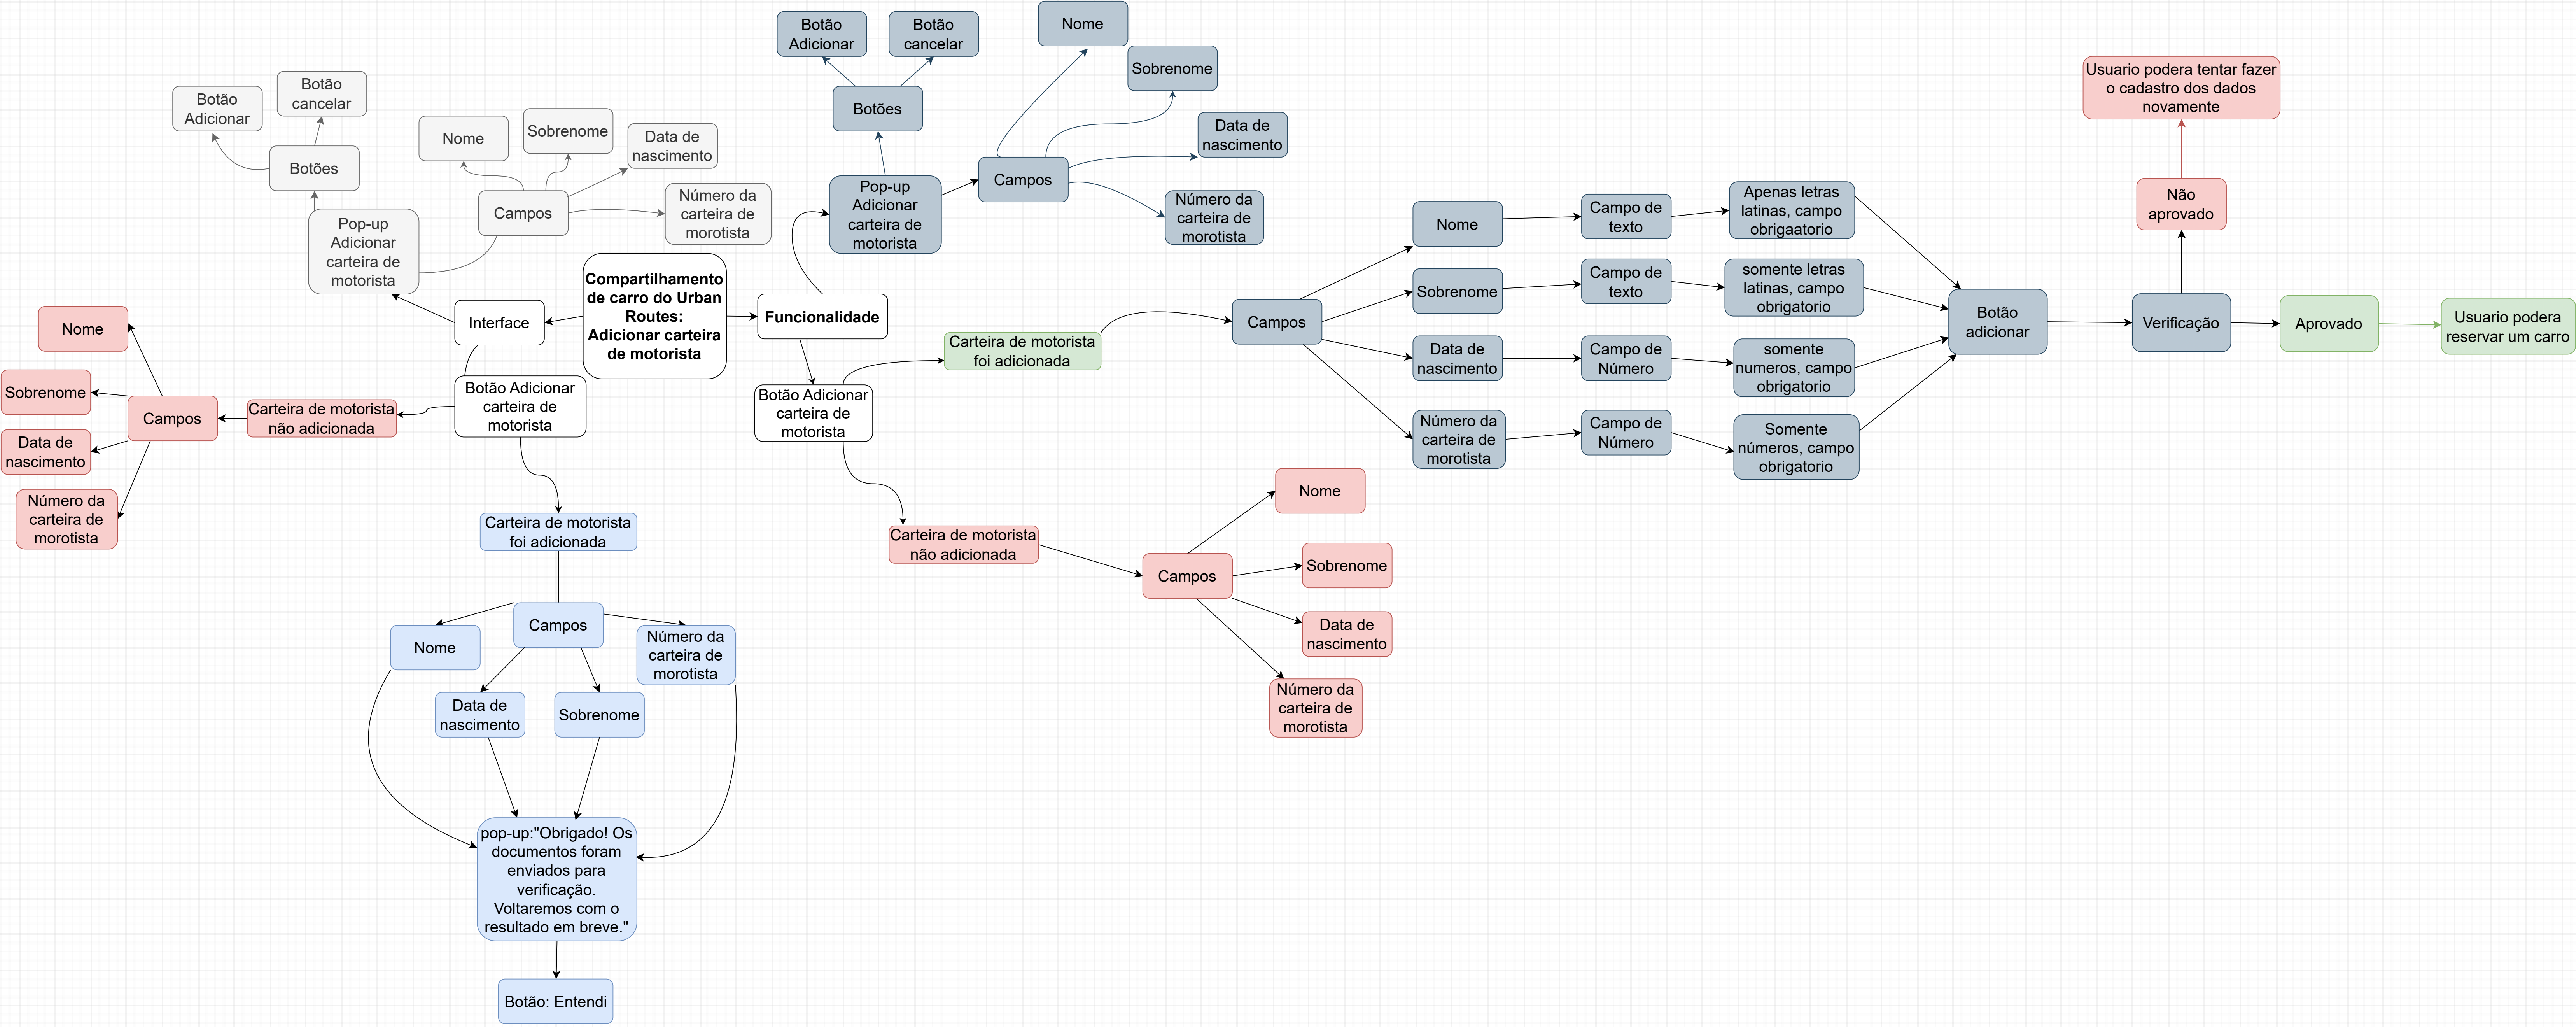 Compartilhamento
de carro do Urban
Routes:
Adicionar carteira
de motorista
Interface
Pop-up
Adicionar
carteira de
motorista
Botões
Botão
Adicionar
Botão
cancelar
Campos
Nome
Sobrenome
Data de
nascimento
Número da
carteira de
morotista
Botão Adicionar
carteira de
motorista
Carteira de motorista
não adicionada
Campos
Nome
Sobrenome
Data de
nascimento
Número da
carteira de
morotista
Carteira de motorista
foi adicionada
Campos
Nome
Data de
nascimento
Sobrenome
Número da
carteira de
morotista
pop-up:"Obrigado! Os
documentos foram
enviados para
verificação.
Voltaremos com o
resultado em breve."
Botão: Entendi
Funcionalidade
Pop-up
Adicionar
carteira de
motorista
Botões
Botão
Adicionar
Botão
cancelar
Campos
Nome
Sobrenome
Data de
nascimento
Número da
carteira de
morotista
Botão Adicionar
carteira de
motorista
Carteira de motorista
foi adicionada
Campos
Nome
Campo de
texto
Apenas letras
latinas, campo
obrigaatorio
Sobrenome
Campo de
texto
somente letras
latinas, campo
obrigatorio
Data de
nascimento
Campo de
Número
somente
numeros, campo
obrigatorio
Número da
carteira de
morotista
Campo de
Número
Somente
números, campo
obrigatorio
Botão
adicionar
Verificação
Não
aprovado
Usuario podera tentar fazer
o cadastro dos dados
novamente
Aprovado
Usuario podera
reservar um carro
Carteira de motorista
não adicionada
Campos
Nome
Sobrenome
Data de
nascimento
Número da
carteira de
morotista